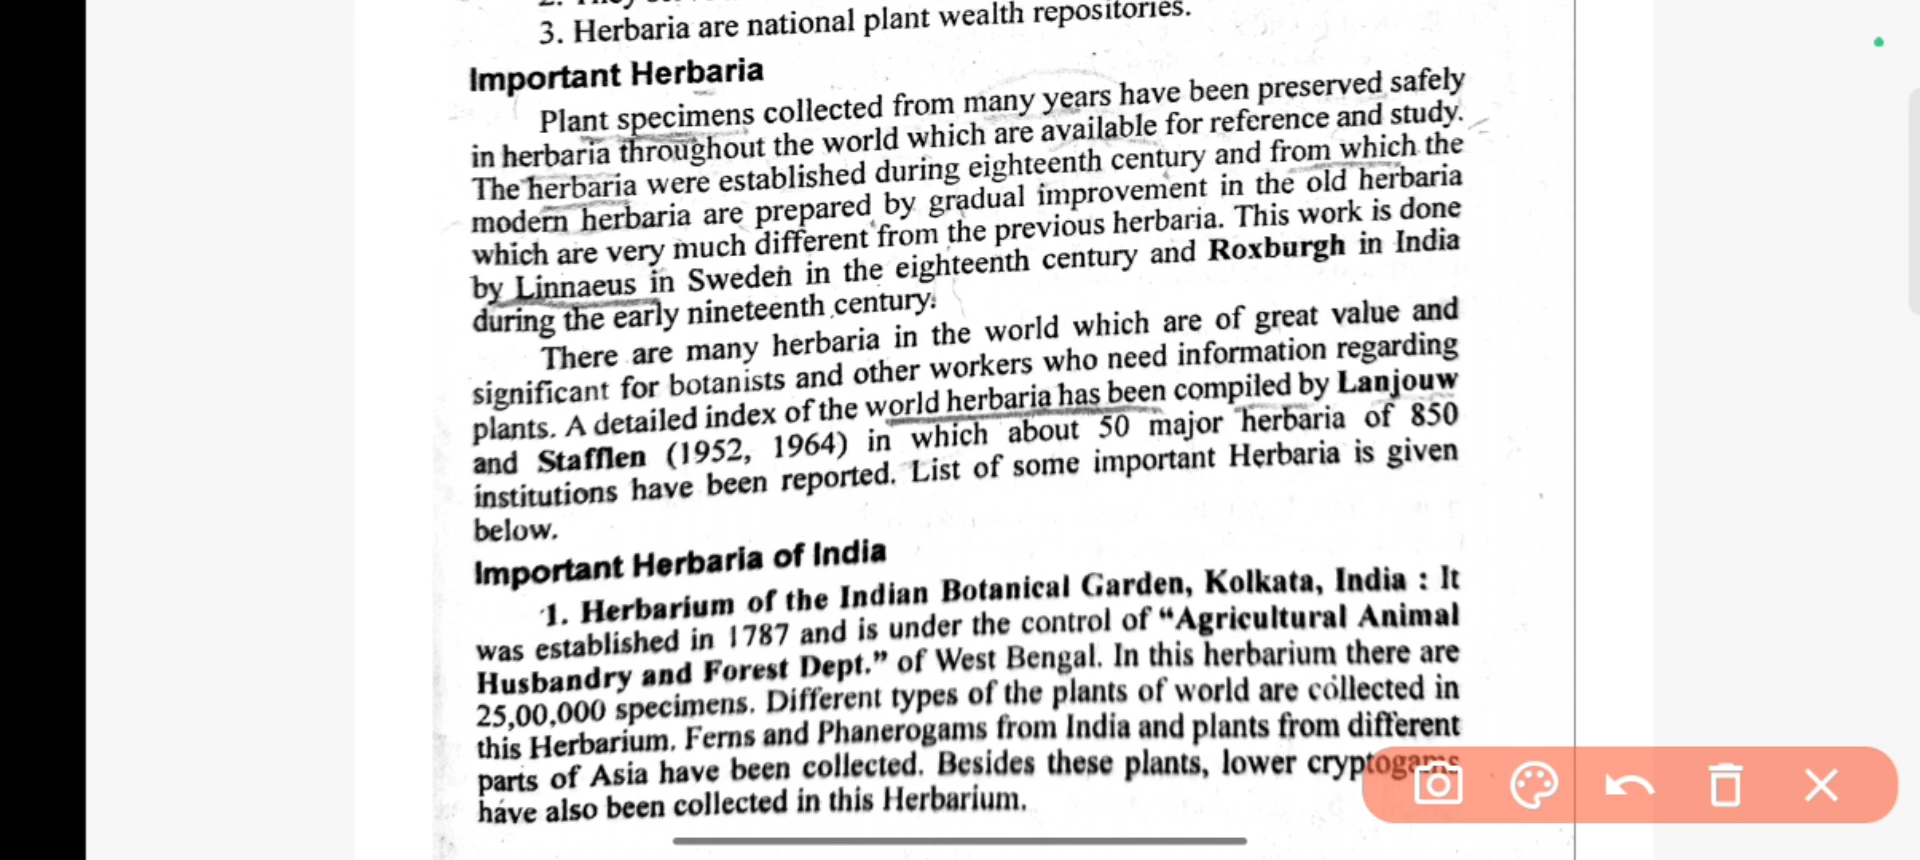 3. Herbaria are national plant wealth repositories.
Important Herbaria
Plant specimens collected from many years have been preserved safely
in herbaria throughout the world which are available for reference and study.
The herbaria were established during eighteenth century and from which the
modern herbaria are prepared by gradual improvement in the old herbaria
which are very much different from the previous herbaria. This work is done
by Linnaeus in Sweden in the eighteenth century and Roxburgh in India
during the early nineteenth century.
There are many herbaria in the world which are of great value and
significant for botanists and other workers who need information regarding
plants. A detailed index of the world herbaria has been compiled by Lanjouw
and Stafflen (1952, 1964) in which about 50 major herbaria of 850
institutions have been reported. List of some important Herbaria is given
below.
Important Herbaria of India
1. Herbarium of the Indian Botanical Garden, Kolkata, India : It
was established in 1787 and is under the control of “Agricultural Animal
Husbandry and Forest Dept.” of West Bengal. In this herbarium there are
25,00,000 specimens. Different types of the plants of world are collected in
this Herbarium. Ferns and Phanerogams from India and plants from different
parts of Asia have been collected. Besides these plants, lower cryptogams
have also been collected in this Herbarium.